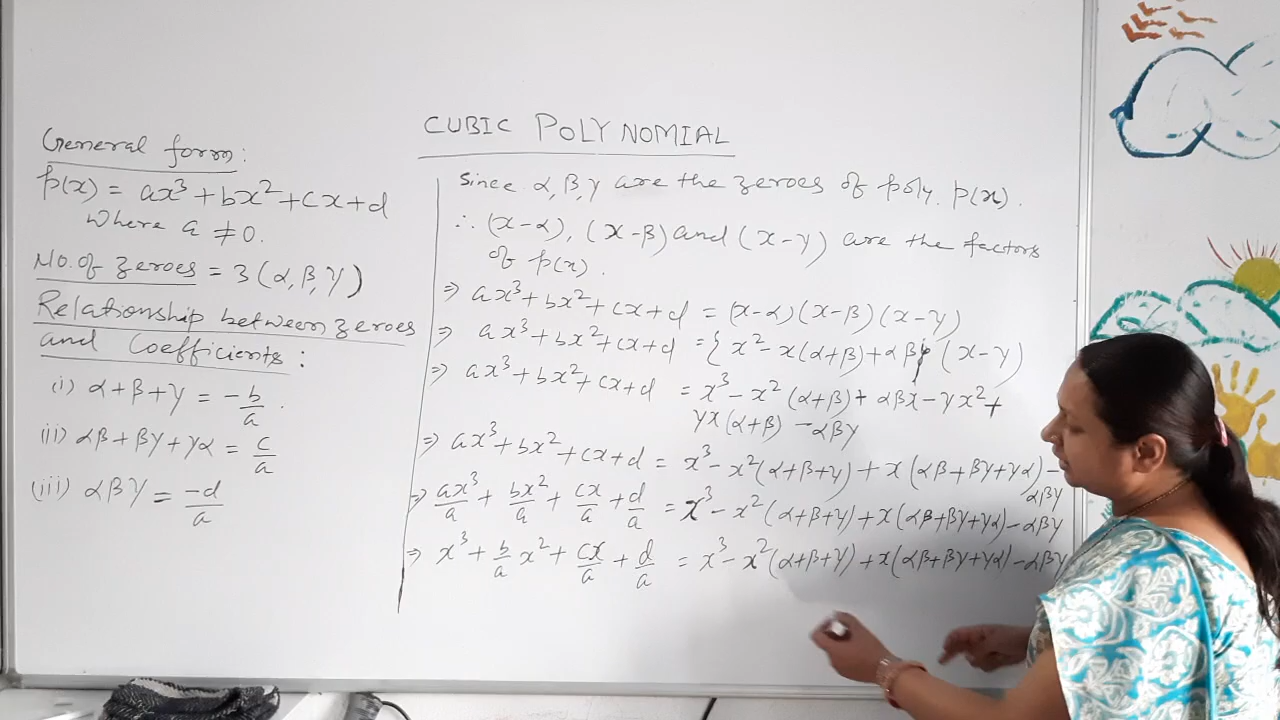 CUBIC POLYNOMIAL
General form:
p(x) = ax³ + bx² + cx + d
where a ≠ 0.
No. of zeroes = 3 (α, β, γ)
Relationship between zeroes
and Coefficients:
(i) α+β+γ = -b/a.
(ii) αβ+βγ+γα = c/a
(iii) αβγ = -d/a
Since α, β, γ are the zeroes of poly. p(x).
∴ (x-α), (x-β) and (x-γ) are the factors
of p(x).
⇒ ax³+bx²+cx+d = (x-α)(x-β)(x-γ)
⇒ ax³+bx²+cx+d = {x²-x(α+β)+αβ} (x-γ)
⇒ ax³+bx²+cx+d = x³-x²(α+β)+αβx-γx²+
γx(α+β) -αβγ
⇒ ax³+bx²+cx+d = x³-x²(α+β+γ)+x(αβ+βγ+γα)-
αβγ
⇒ ax³/a + bx²/a + cx/a + d/a = x³-x²(α+β+γ)+x(αβ+βγ+γα)-αβγ
⇒ x³ + b/a x² + cx/a + d/a = x³-x²(α+β+γ)+x(αβ+βγ+γα)-αβγ